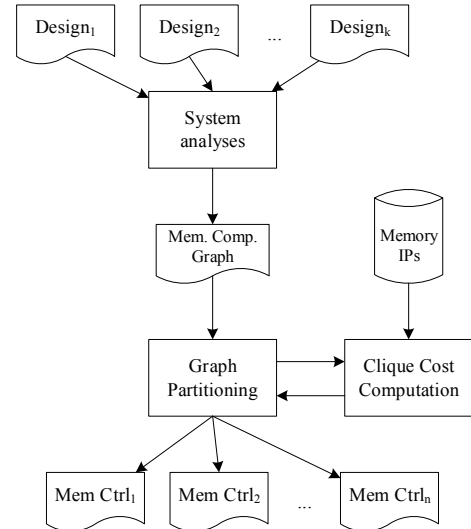 Design₁ Design₂ ... Designₖ
System
analyses
Mem. Comp.
Graph
Memory
IPs
Graph
Partitioning
Clique Cost
Computation
Mem Ctrl₁ Mem Ctrl₂ ... Mem Ctrlₙ